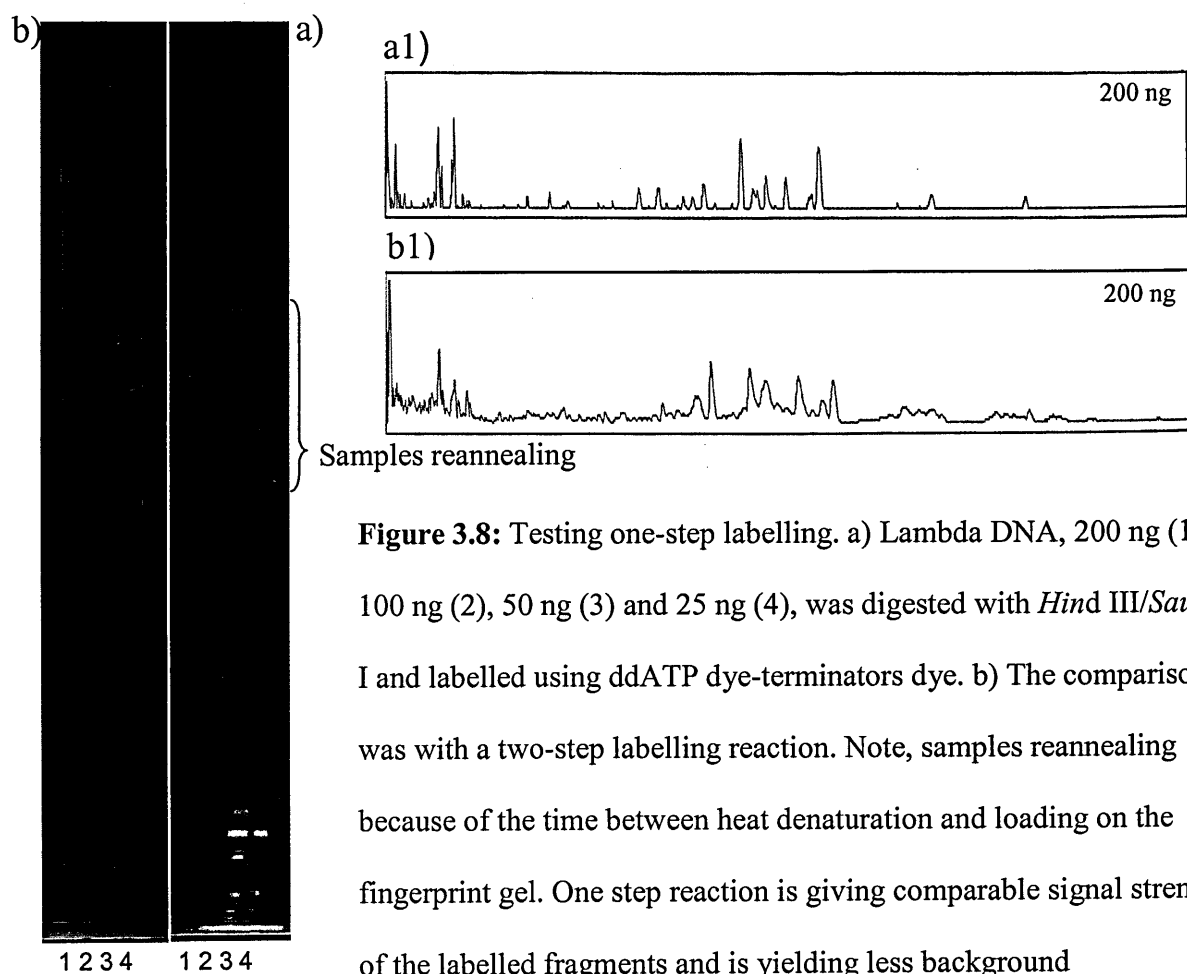 b)
a)
a1)
200 ng
b1)
200 ng
Samples reannealing
Figure 3.8: Testing one-step labelling. a) Lambda DNA, 200 ng (1
100 ng (2), 50 ng (3) and 25 ng (4), was digested with Hind III/Sau
I and labelled using ddATP dye-terminators dye. b) The compariso
was with a two-step labelling reaction. Note, samples reannealing
because of the time between heat denaturation and loading on the
fingerprint gel. One step reaction is giving comparable signal stren
of the labelled fragments and is yielding less background
1 2 3 4
1 2 3 4